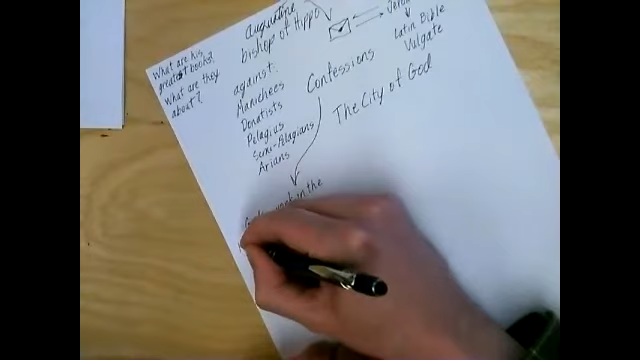 What are his
greatest books?
What are they
about?
Augustine
bishop of Hippo
against:
Manichees
Donatists
Pelagius
Semi-Pelagians
Arians
Latin Bible
Vulgate
Confessions
The City of God
God's work in the